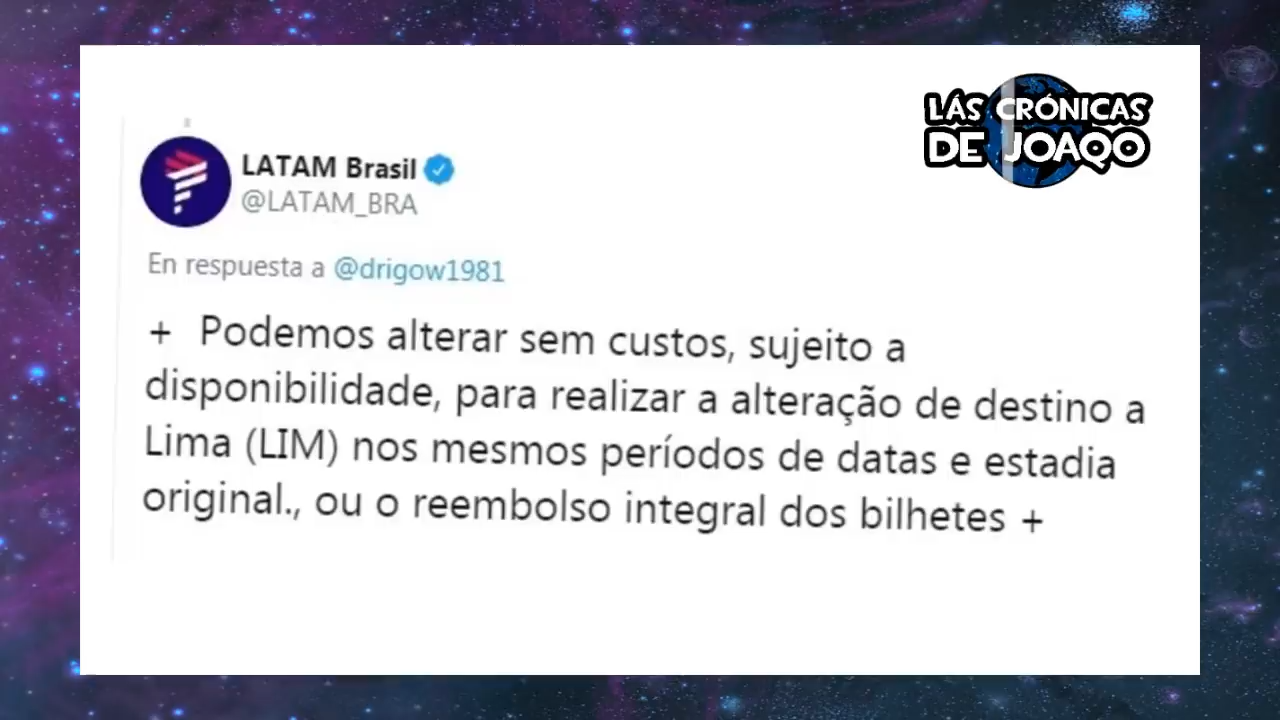 LÁS CRÓNICAS
DE JOAQO
LATAM Brasil
@LATAM_BRA
En respuesta a @drigow1981
+ Podemos alterar sem custos, sujeito a
disponibilidade, para realizar a alteração de destino a
Lima (LIM) nos mesmos períodos de datas e estadia
original., ou o reembolso integral dos bilhetes +